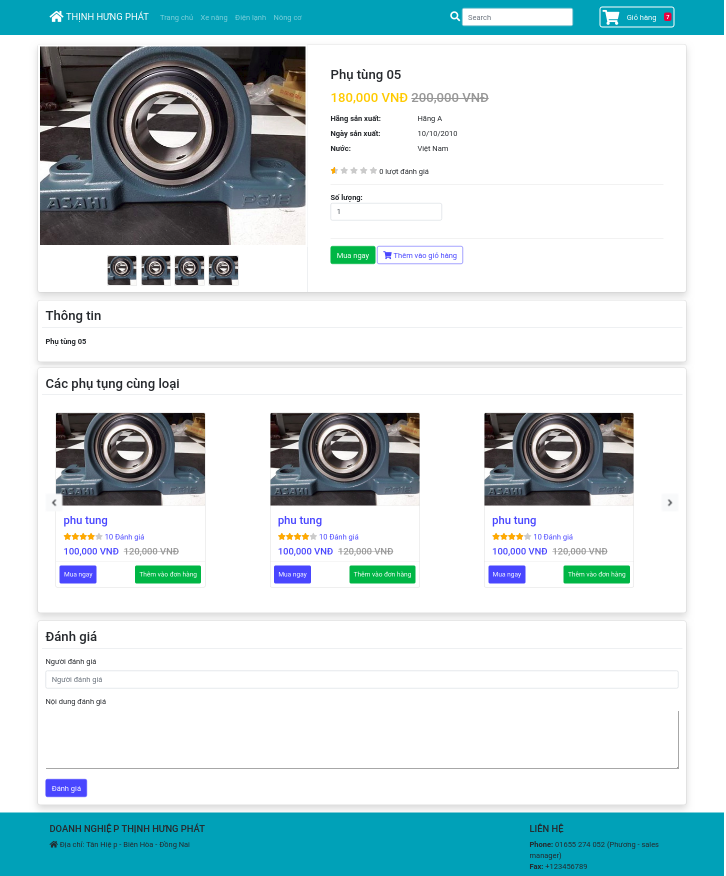 THỊNH HƯNG PHÁT Trang chủ Xe nâng Điện lạnh Nông cơ Search Giỏ hàng 7
Phụ tùng 05
180,000 VNĐ 200,000 VNĐ
Hãng sản xuất: Hãng A
Ngày sản xuất: 10/10/2010
Nước: Việt Nam
0 lượt đánh giá
Số lượng:
1
Mua ngay Thêm vào giỏ hàng
ASAHI
Thông tin
Phụ tùng 05
Các phụ tụng cùng loại
phu tung phu tung phu tung
10 Đánh giá 10 Đánh giá 10 Đánh giá
100,000 VNĐ 120,000 VNĐ 100,000 VNĐ 120,000 VNĐ 100,000 VNĐ 120,000 VNĐ
Mua ngay Thêm vào đơn hàng Mua ngay Thêm vào đơn hàng Mua ngay Thêm vào đơn hàng
Đánh giá
Người đánh giá
Người đánh giá
Nội dung đánh giá
Đánh giá
DOANH NGHIỆP THỊNH HƯNG PHÁT LIÊN HỆ
Địa chỉ: Tân Hiệp - Biên Hòa - Đồng Nai Phone: 01655 274 052 (Phương - sales
manager)
Fax: +123456789